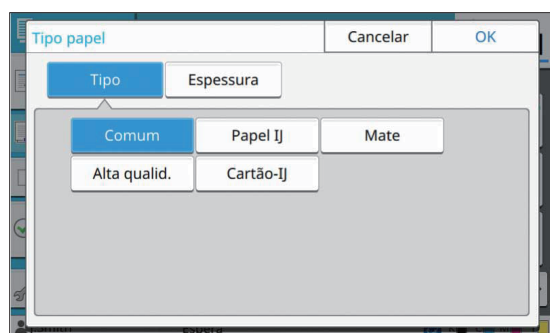 Tipo papel Cancelar OK
Tipo Espessura
Comum Papel IJ Mate
Alta qualid. Cartão-IJ